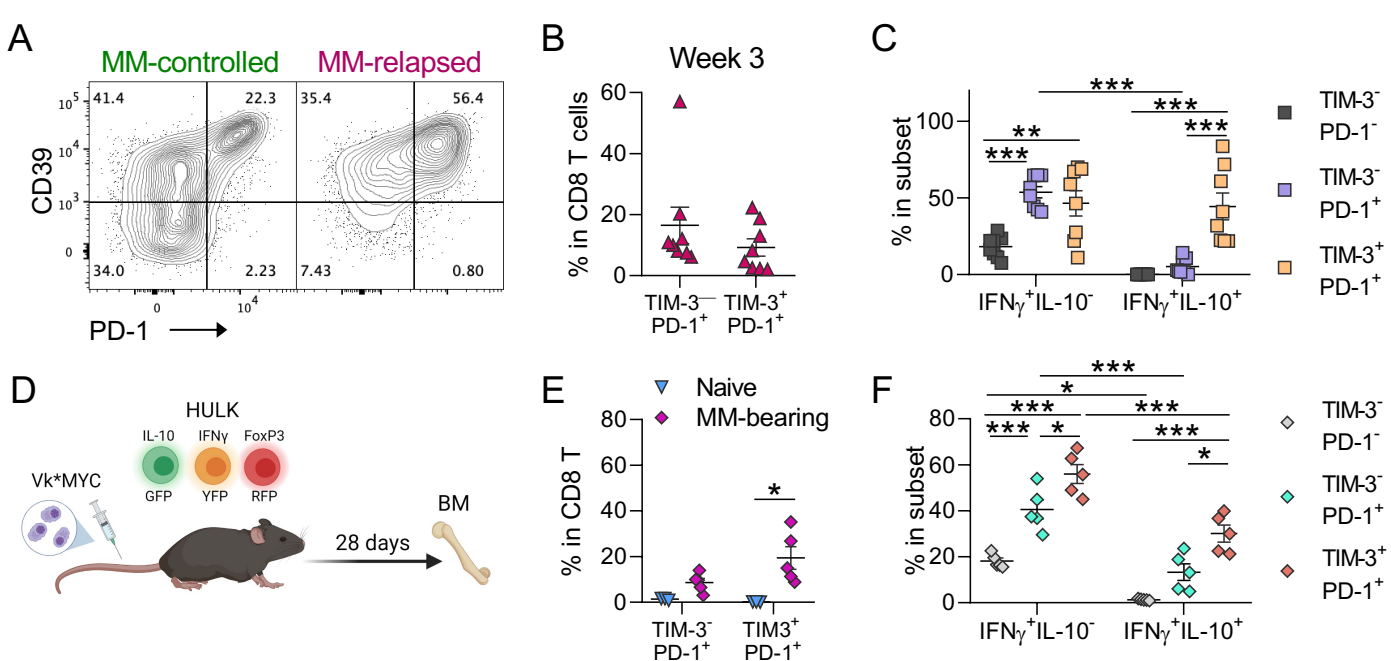 A
MM-controlled
MM-relapsed
41.4
22.3
35.4
56.4
34.0
2.23
7.43
0.80
10⁵
10⁴
10³
0
CD39
0
10⁴
PD-1
B
Week 3
% in CD8 T cells
60
40
20
0
TIM-3⁻
PD-1⁺
TIM-3⁺
PD-1⁺
C
% in subset
100
50
0
***
***
**
***
***
IFNγ⁺IL-10⁻
IFNγ⁺IL-10⁺
TIM-3⁻
PD-1⁻
TIM-3⁻
PD-1⁺
TIM-3⁺
PD-1⁺
D
HULK
IL-10
IFNγ
FoxP3
GFP
YFP
RFP
Vk*MYC
28 days
BM
E
Naive
MM-bearing
% in CD8 T
80
60
40
20
0
*
TIM-3⁻
PD-1⁺
TIM3⁺
PD-1⁺
F
% in subset
80
60
40
20
0
***
*
***
***
***
*
***
*
IFNγ⁺IL-10⁻
IFNγ⁺IL-10⁺
TIM-3⁻
PD-1⁻
TIM-3⁻
PD-1⁺
TIM-3⁺
PD-1⁺